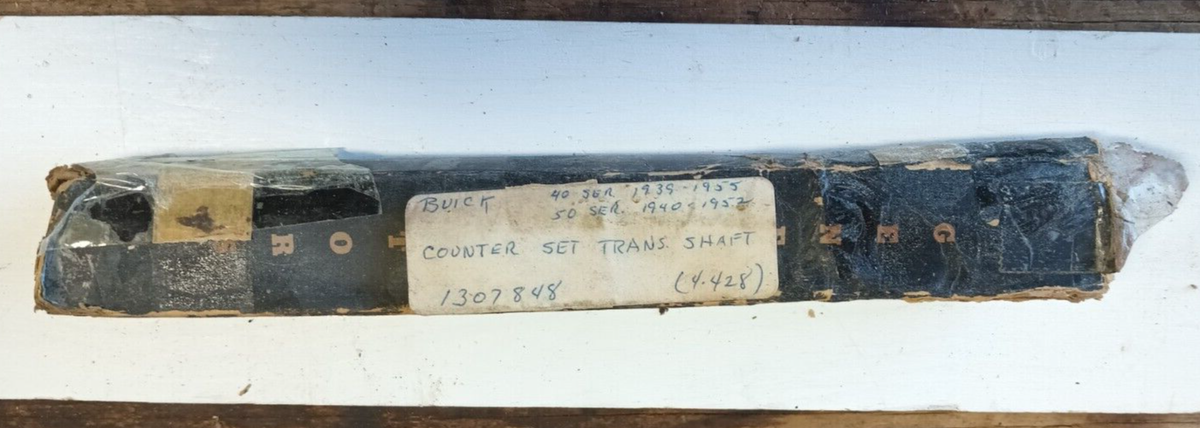 BUICK 40 SER. 1939-1955
50 SER. 1940-1952
COUNTER SET TRANS. SHAFT
1307848 (4.428)
G E N
O R S